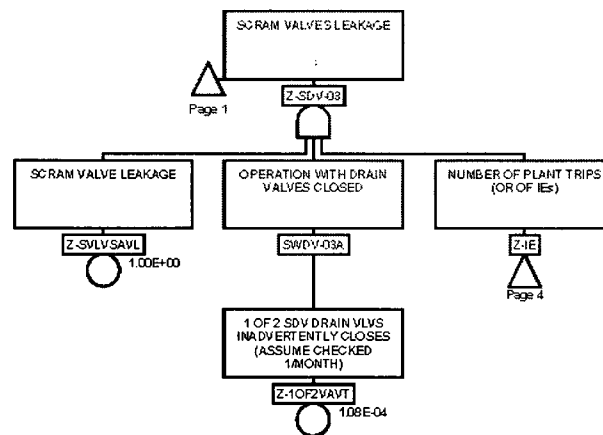 SCRAM VALVES LEAKAGE
Page 1
Z-SDV-03
SCRAM VALVE LEAKAGE
OPERATION WITH DRAIN
VALVES CLOSED
NUMBER OF PLANT TRIPS
(OR OF IEs)
Z-SVLVSAVL
1.00E+00
SWDV-03A
Z-IE
Page 4
1 OF 2 SDV DRAIN VLVS
INADVERTENTLY CLOSES
(ASSUME CHECKED
1/MONTH)
Z-1OF2VAVT
1.08E-04